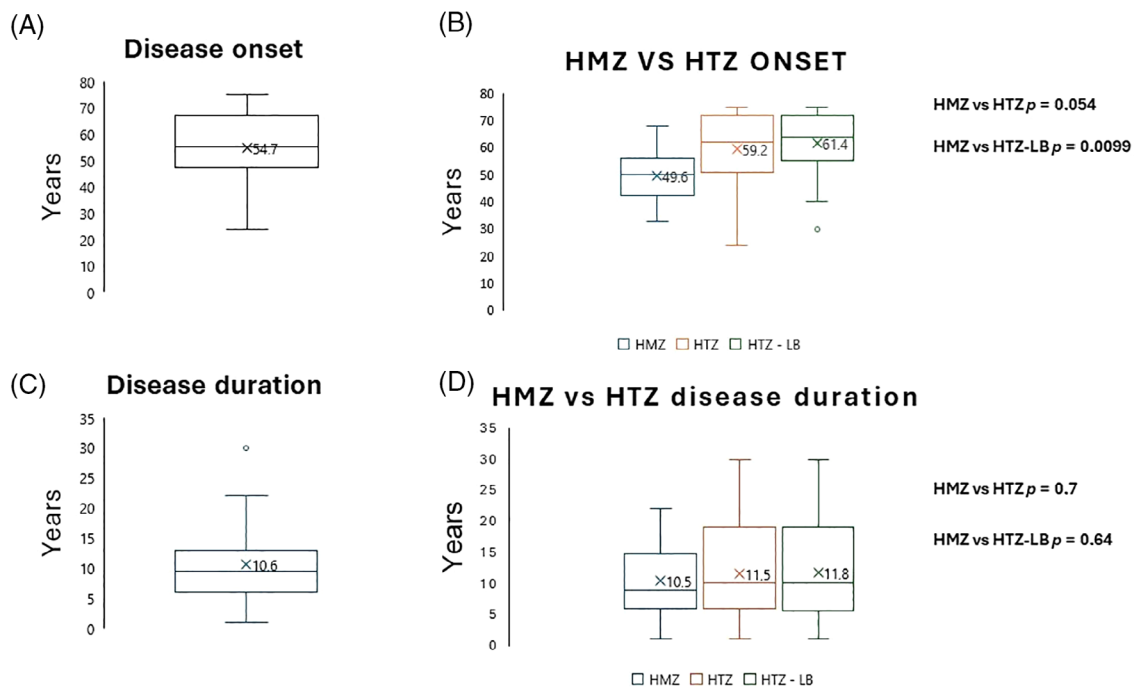 (A)
Disease onset
Years
80
70
60
50
40
30
20
10
0
54.7
(B)
HMZ VS HTZ ONSET
Years
80
70
60
50
40
30
20
10
0
49.6
59.2
61.4
HMZ HTZ HTZ - LB
HMZ vs HTZ p = 0.054
HMZ vs HTZ-LB p = 0.0099
(C)
Disease duration
Years
35
30
25
20
15
10
5
0
10.6
(D)
HMZ vs HTZ disease duration
Years
35
30
25
20
15
10
5
0
10.5
11.5
11.8
HMZ HTZ HTZ - LB
HMZ vs HTZ p = 0.7
HMZ vs HTZ-LB p = 0.64